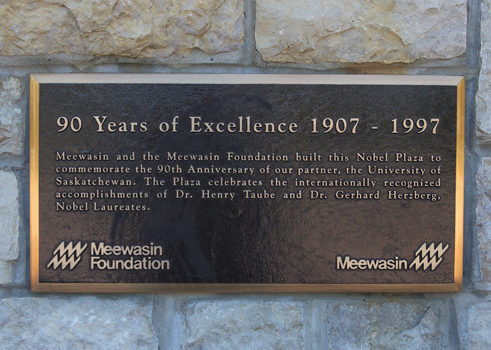 90 Years of Excellence 1907 - 1997
Meewasin and the Meewasin Foundation built this Nobel Plaza to
commemorate the 90th Anniversary of our partner, the University of
Saskatchewan. The Plaza celebrates the internationally recognized
accomplishments of Dr. Henry Taube and Dr. Gerhard Herzberg,
Nobel Laureates.
Meewasin
Foundation
Meewasin